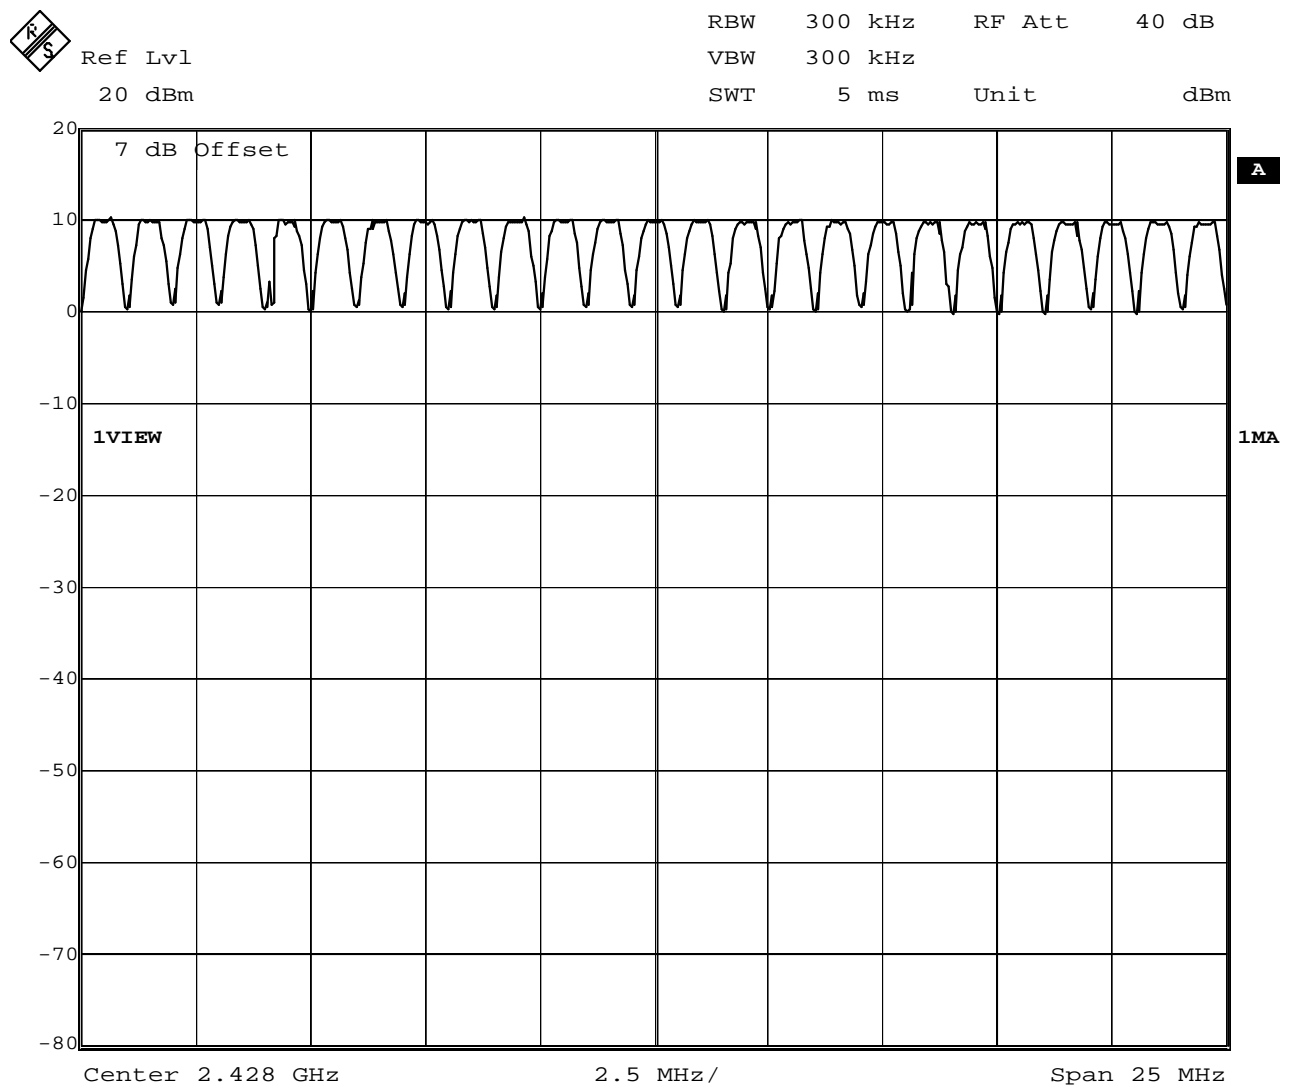 R S
RBW 300 kHz RF Att 40 dB
Ref Lvl VBW 300 kHz
20 dBm SWT 5 ms Unit dBm
20
7 dB Offset
A
10
0
-10
1VIEW 1MA
-20
-30
-40
-50
-60
-70
-80
Center 2.428 GHz 2.5 MHz/ Span 25 MHz